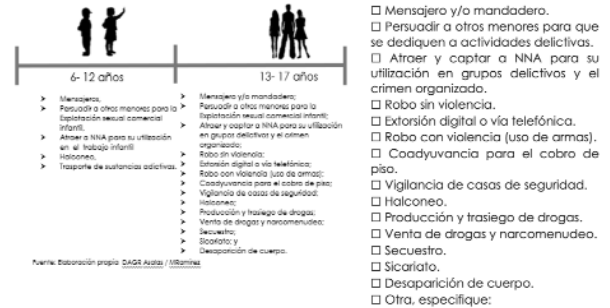 6- 12 años
➤ Mensajeros,
➤ Persuadir a otros menores para la
Explotación sexual comercial
infantil.
➤ Atraer a NNA para su utilización
en el trabajo infantil
➤ Halconeo,
➤ Trasporte de sustancias adictivas.
13- 17 años
➤ Mensajero y/o mandadero;
➤ Persuadir a otros menores para la
Explotación sexual comercial infantil;
➤ Atraer y captar a NNA para su utilización
en grupos delictivos y el crimen
organizado;
➤ Robo sin violencia;
➤ Extorsión digital o vía telefónica;
➤ Robo con violencia (uso de armas);
➤ Coadyuvancia para el cobro de piso;
➤ Vigilancia de casas de seguridad;
➤ Halconeo;
➤ Producción y trasiego de drogas;
➤ Venta de drogas y narcomenudeo;
➤ Secuestro;
➤ Sicariato; y
➤ Desaparición de cuerpo.
Fuente: Elaboración propia DAGR Asalas / MRamírez
☐ Mensajero y/o mandadero.
☐ Persuadir a otros menores para que
se dediquen a actividades delictivas.
☐ Atraer y captar a NNA para su
utilización en grupos delictivos y el
crimen organizado.
☐ Robo sin violencia.
☐ Extorsión digital o vía telefónica.
☐ Robo con violencia (uso de armas).
☐ Coadyuvancia para el cobro de
piso.
☐ Vigilancia de casas de seguridad.
☐ Halconeo.
☐ Producción y trasiego de drogas.
☐ Venta de drogas y narcomenudeo.
☐ Secuestro.
☐ Sicariato.
☐ Desaparición de cuerpo.
☐ Otra, especifique: